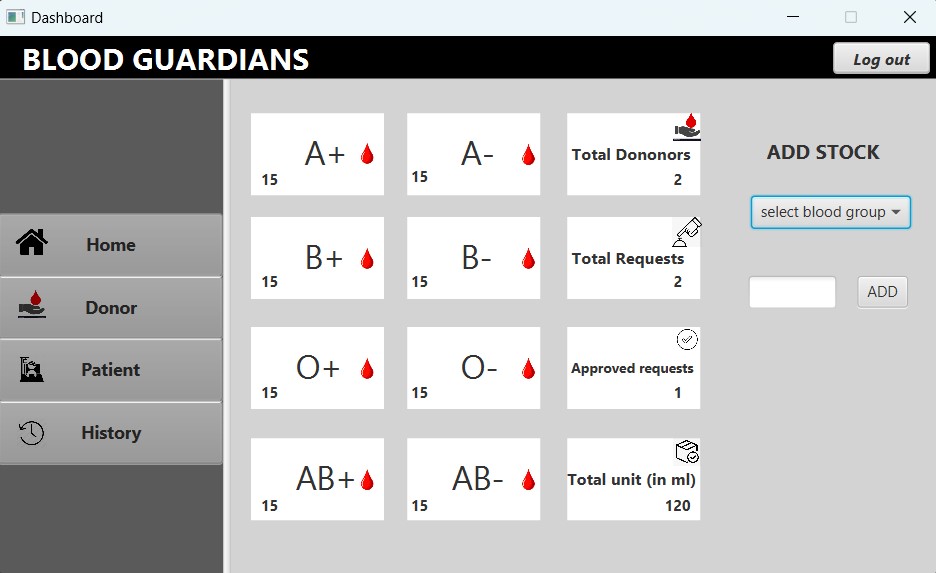 Dashboard
BLOOD GUARDIANS
Log out
Home
Donor
Patient
History
A+
15
A-
15
Total Dononors
2
B+
15
B-
15
Total Requests
2
O+
15
O-
15
Approved requests
1
AB+
15
AB-
15
Total unit (in ml)
120
ADD STOCK
select blood group
ADD